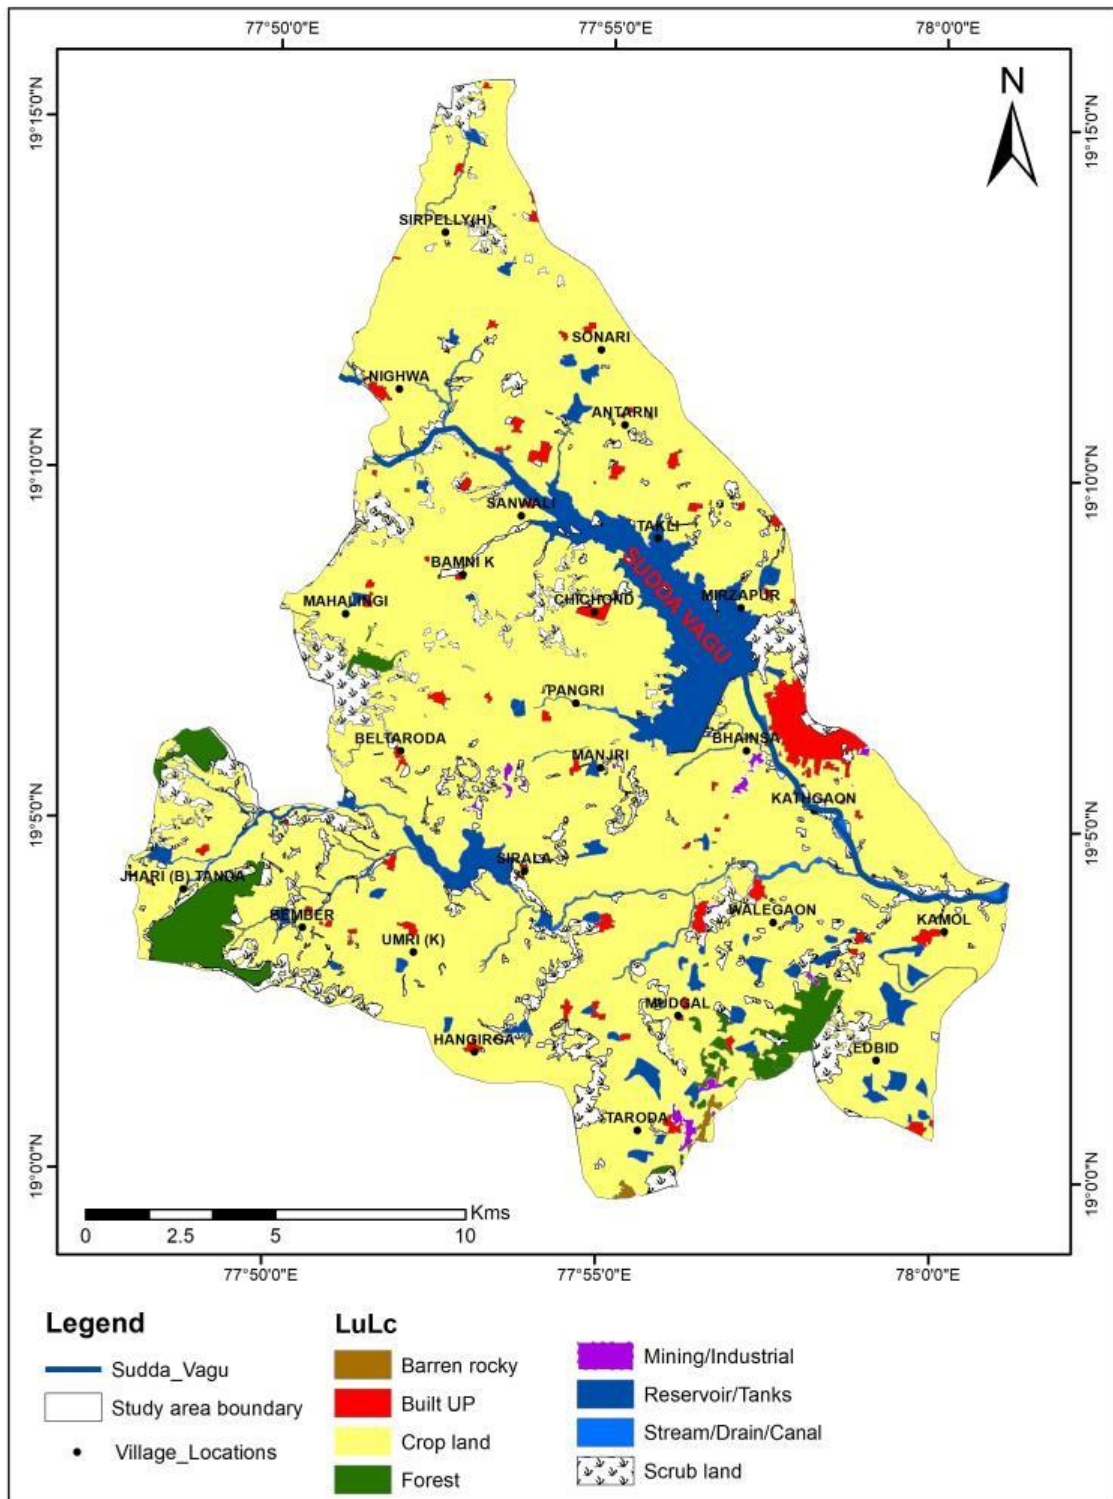 77°50'0"E 77°55'0"E 78°0'0"E
19°15'0"N
19°15'0"N
N
SIRPELLY(H)
SONARI
NIGHWA
ANTARNI
19°10'0"N
19°10'0"N
SANWALI
TAKLI
BAMNI K
SUDDA VAGU
MAHALINGI
CHICHOND
MIRZAPUR
PANGRI
BELTARODA
MANJRI
BHAINSA
KATHGAON
19°5'0"N
19°5'0"N
SIRALA
JHARI (B) TANDA
BEMBER
UMRI (K)
WALEGAON
KAMOL
MUDGAL
HANGIRGA
EDBID
TARODA
19°0'0"N
19°0'0"N
Kms
0 2.5 5 10
77°50'0"E 77°55'0"E 78°0'0"E
Legend
Sudda_Vagu
Study area boundary
Village_Locations
LuLc
Barren rocky
Built UP
Crop land
Forest
Mining/Industrial
Reservoir/Tanks
Stream/Drain/Canal
Scrub land